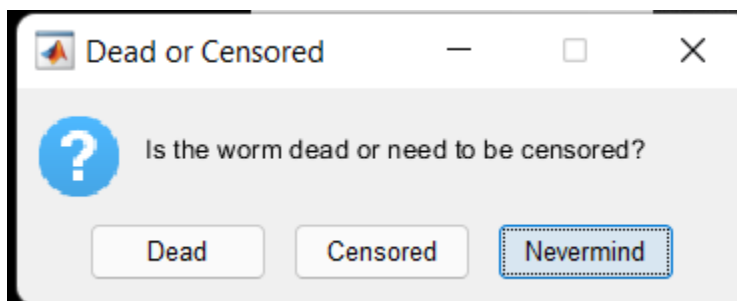 Dead or Censored
Is the worm dead or need to be censored?
Dead Censored Nevermind